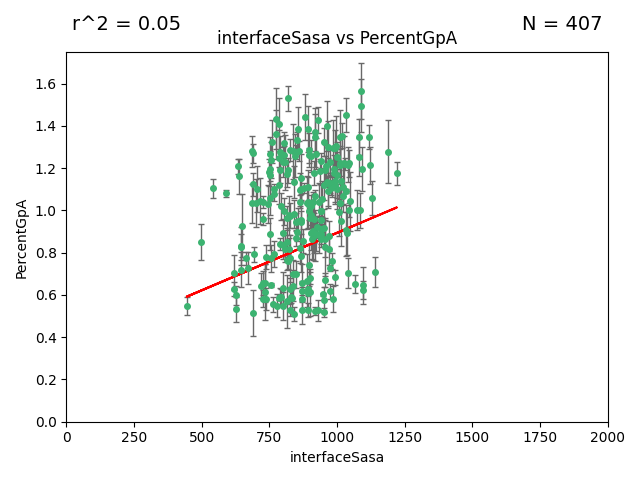 r^2 = 0.05
N = 407
interfaceSasa vs PercentGpA
PercentGpA
1.6
1.4
1.2
1.0
0.8
0.6
0.4
0.2
0.0
0 250 500 750 1000 1250 1500 1750 2000
interfaceSasa